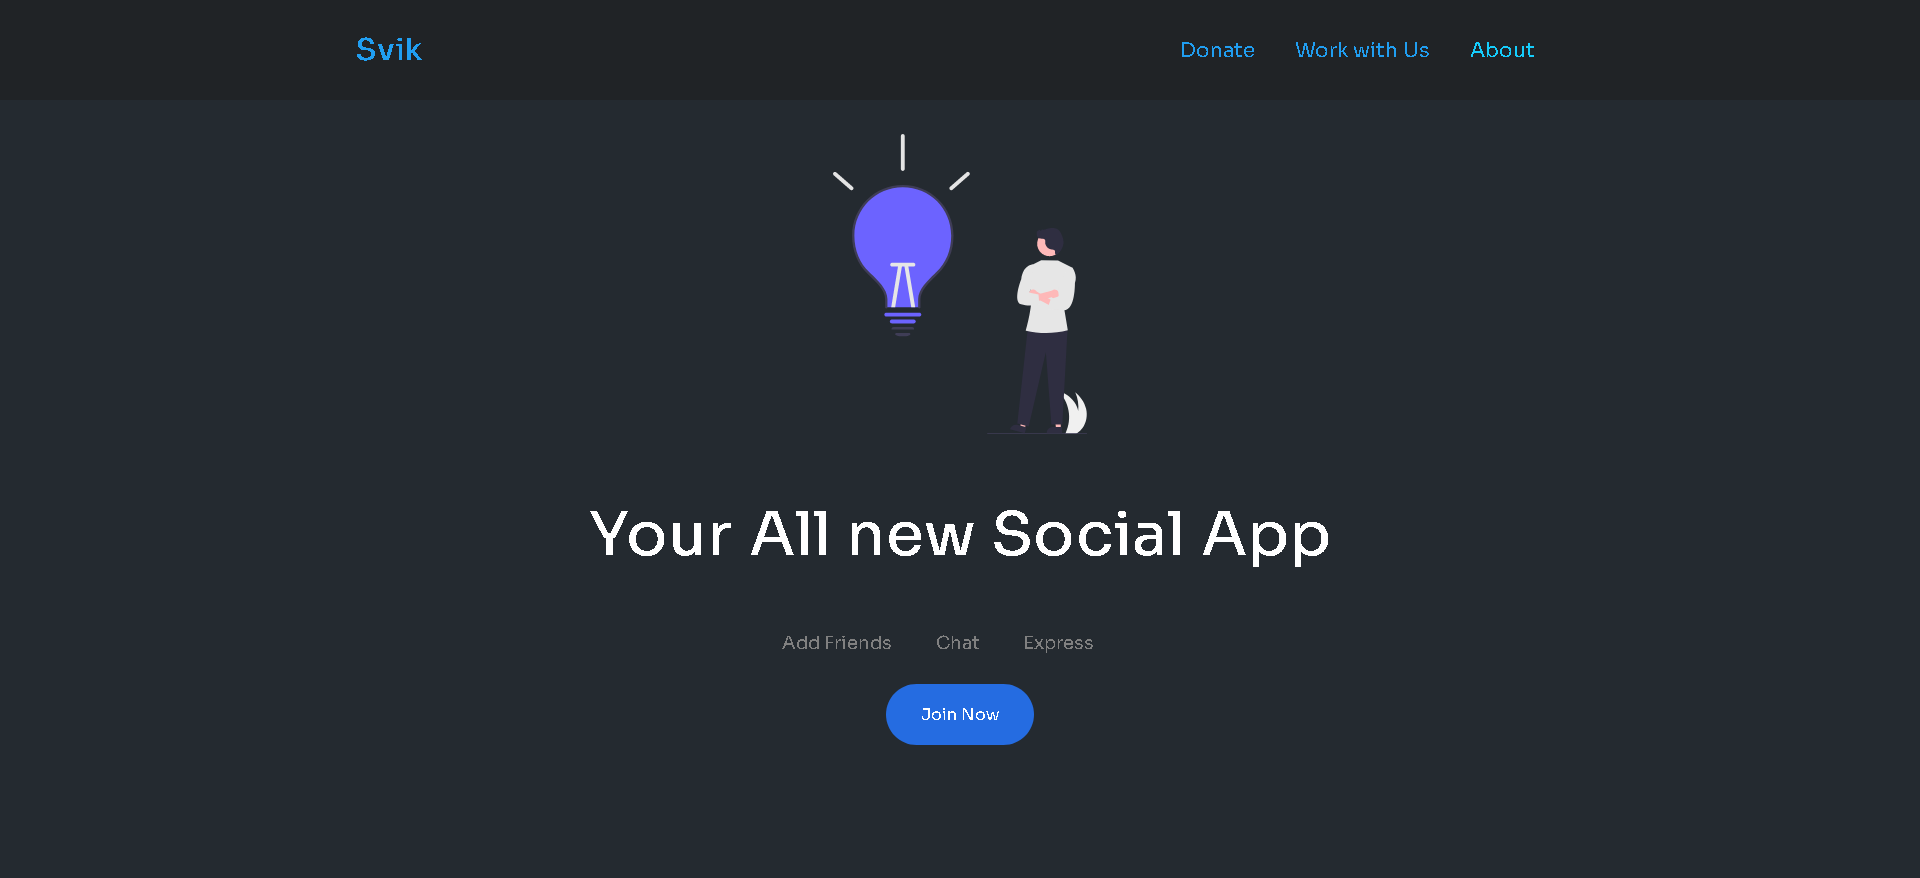 Svik Donate Work with Us About
Your All new Social App
Add Friends Chat Express
Join Now